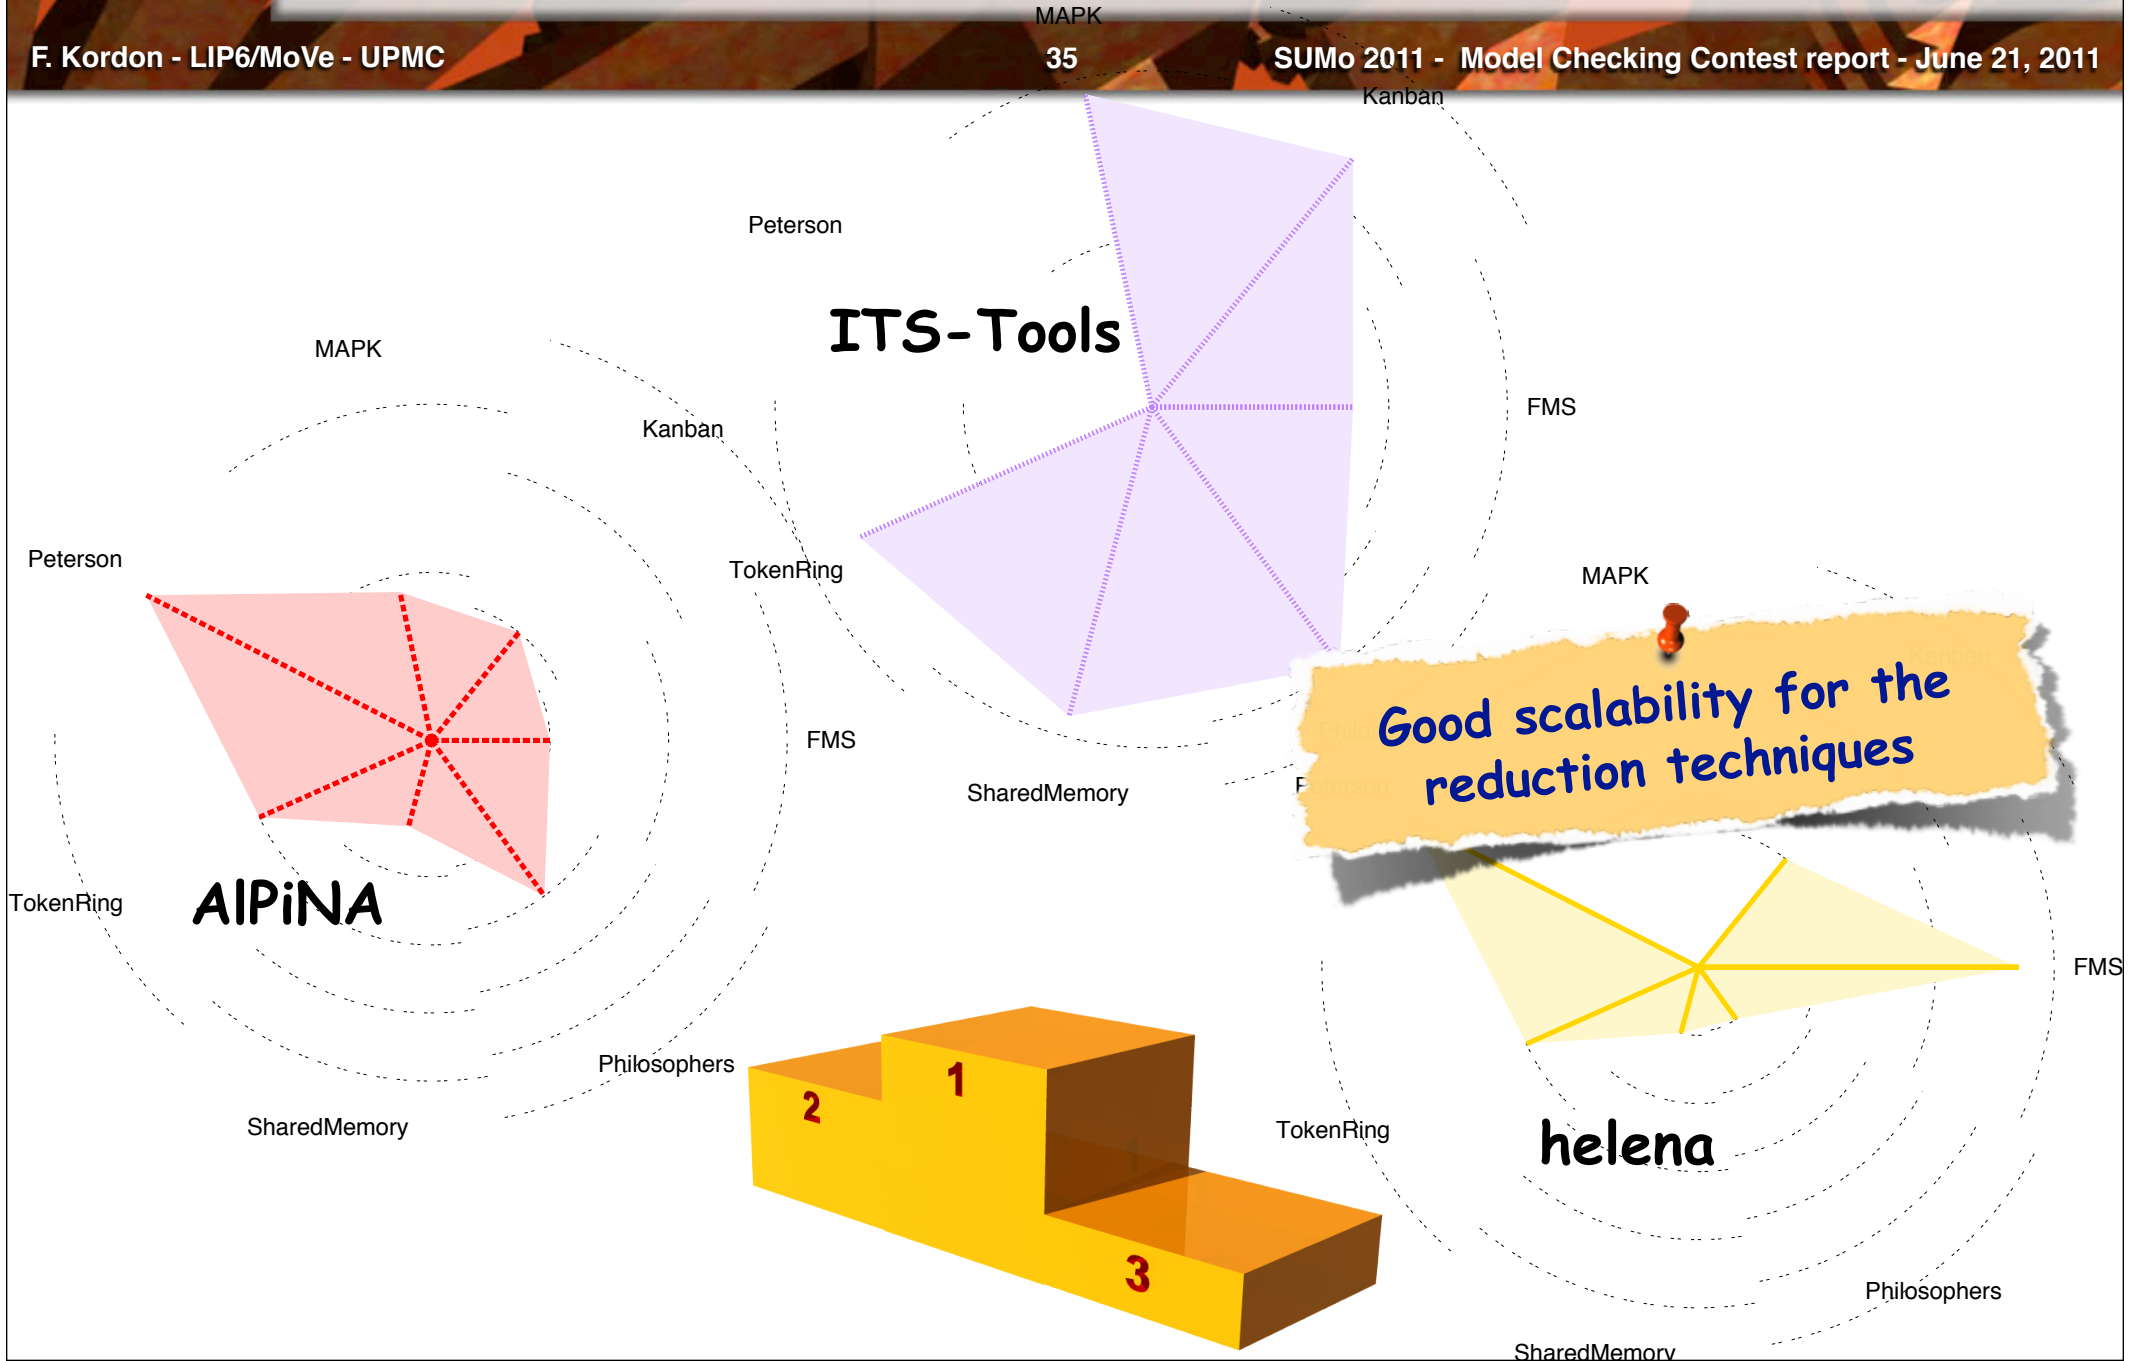 MAPK
F. Kordon - LIP6/MoVe - UPMC
35
SUMo 2011 - Model Checking Contest report - June 21, 2011
Kanban
Peterson
ITS-Tools
FMS
TokenRing
SharedMemory
MAPK
Kanban
Peterson
FMS
TokenRing
AlPiNA
Philosophers
SharedMemory
MAPK
Kanban
Good scalability for the
reduction techniques
Peterson
FMS
TokenRing
helena
Philosophers
SharedMemory
2
1
3